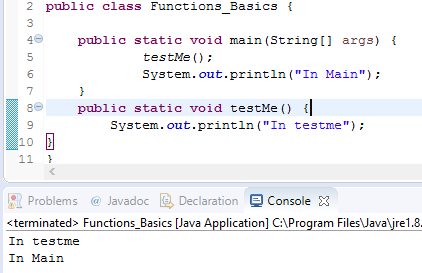 2 public class Functions_Basics {
3
4 public static void main(String[] args) {
5 testMe();
6 System.out.println("In Main");
7 }
8 public static void testMe() {
9 System.out.println("In testme");
10 }
11 }
Problems @ Javadoc Declaration Console
<terminated> Functions_Basics [Java Application] C:\Program Files\Java\jre1.8.
In testme
In Main